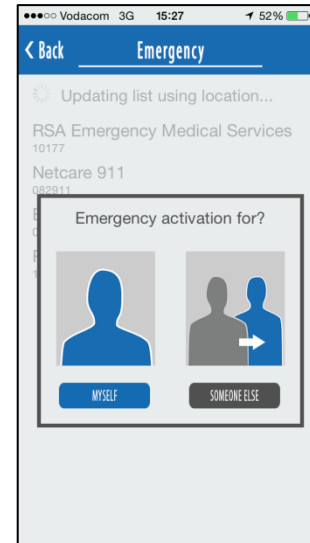 Vodacom 3G 15:27 52%
Back Emergency
Updating list using location...
RSA Emergency Medical Services
10177
Netcare 911
082911
Emergency activation for?
MYSELF SOMEONE ELSE